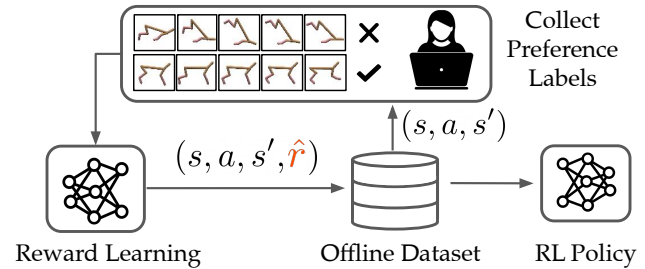 Collect
Preference
Labels
(s, a, s')
(s, a, s', r̂)
Reward Learning
Offline Dataset
RL Policy